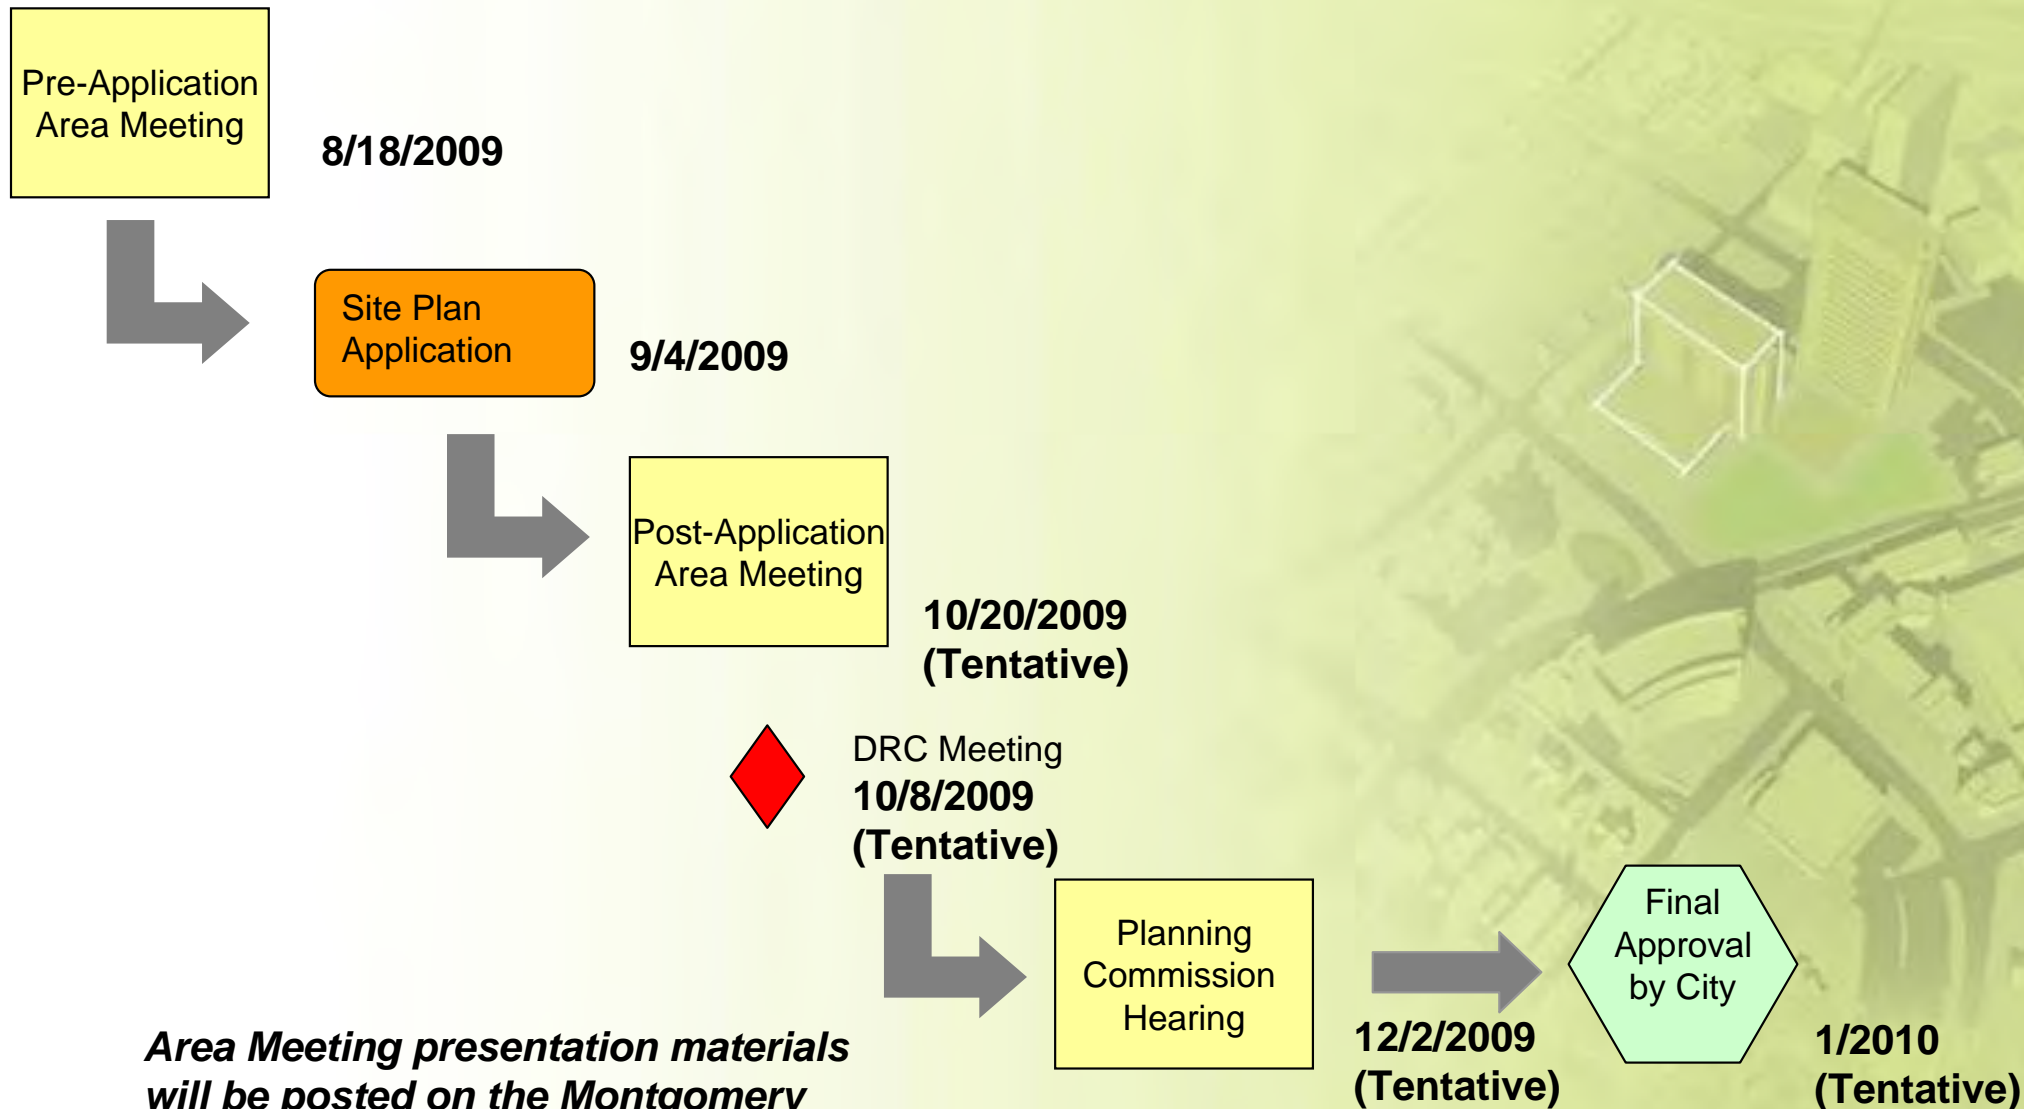 Pre-Application
Area Meeting
8/18/2009
Site Plan
Application
9/4/2009
Post-Application
Area Meeting
10/20/2009
(Tentative)
DRC Meeting
10/8/2009
(Tentative)
Planning
Commission
Hearing
12/2/2009
(Tentative)
Final
Approval
by City
1/2010
(Tentative)
Area Meeting presentation materials
will be posted on the Montgomery